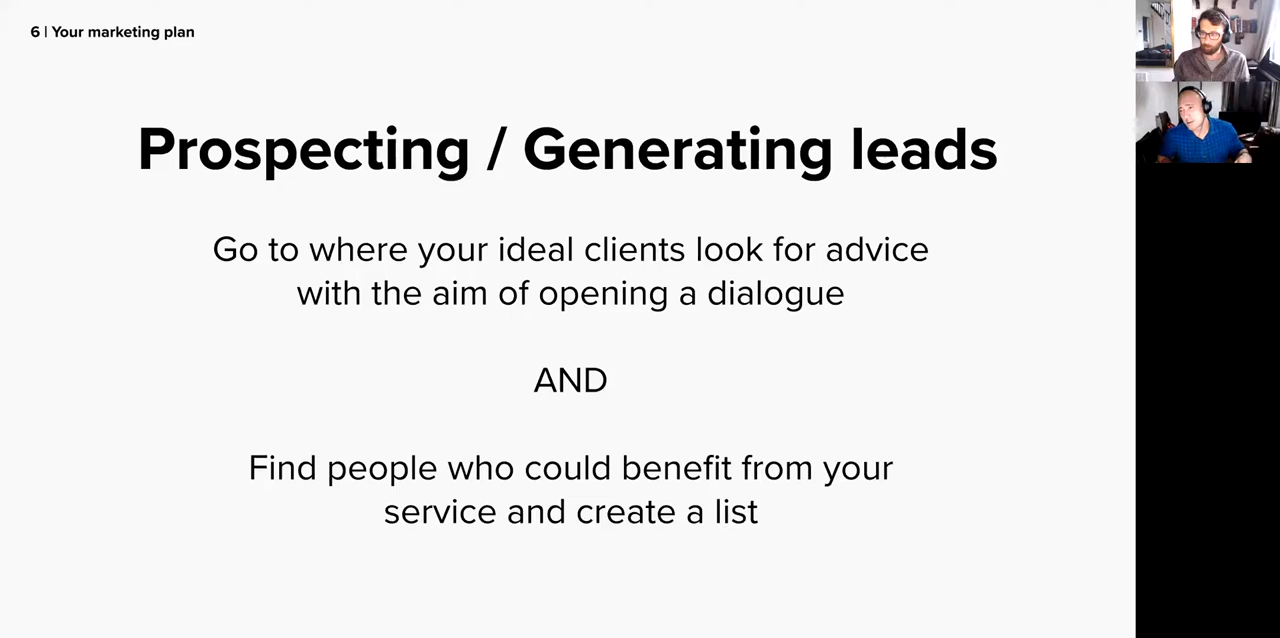 6 | Your marketing plan
Prospecting / Generating leads
Go to where your ideal clients look for advice
with the aim of opening a dialogue
AND
Find people who could benefit from your
service and create a list